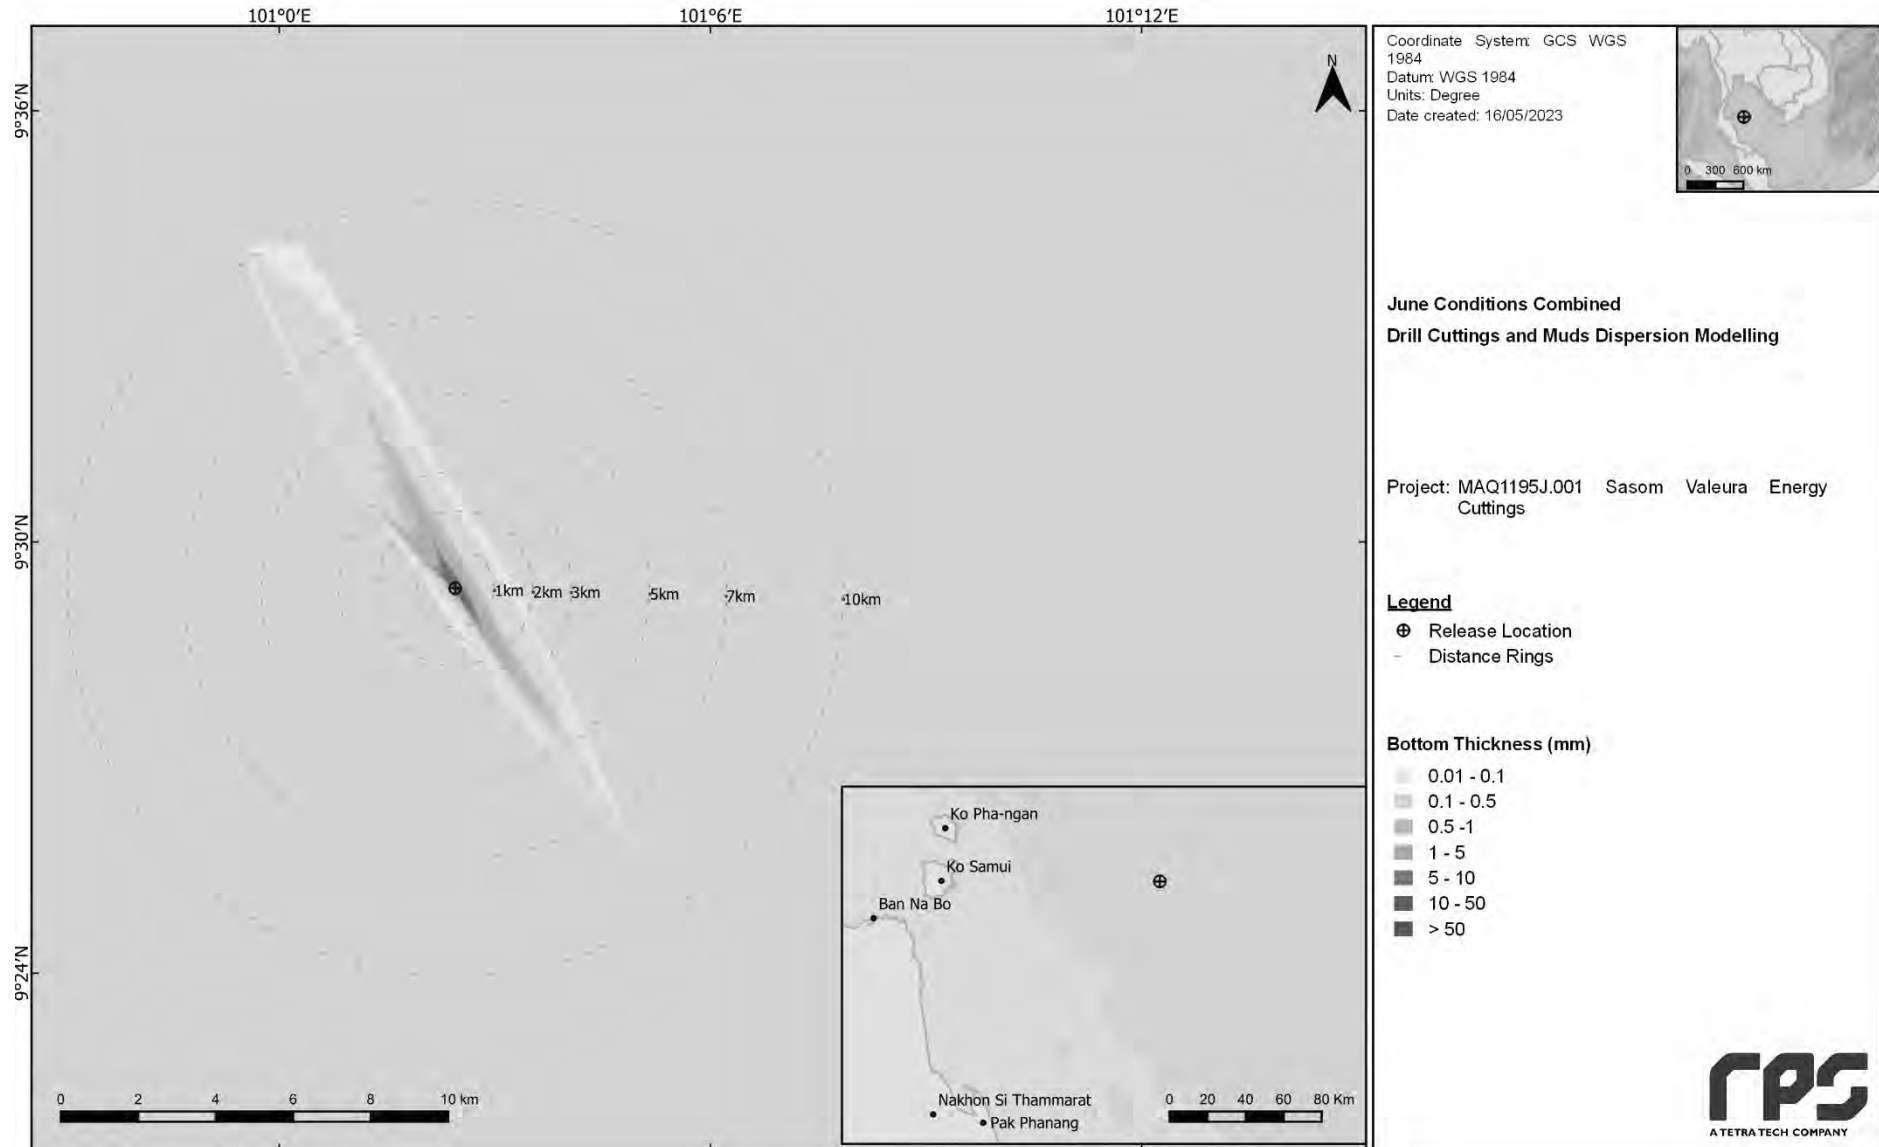 101°0'E
101°6'E
101°12'E
9°36'N
9°30'N
9°24'N
N
1km
2km
3km
5km
7km
10km
0 2 4 6 8 10 km
Ko Pha-ngan
Ko Samui
Ban Na Bo
Nakhon Si Thammarat
Pak Phanang
0 20 40 60 80 Km
Coordinate System: GCS WGS
1984
Datum: WGS 1984
Units: Degree
Date created: 16/05/2023
0 300 600 km
June Conditions Combined
Drill Cuttings and Muds Dispersion Modelling
Project: MAQ1195J.001 Sasom Valeura Energy
Cuttings
Legend
Release Location
Distance Rings
Bottom Thickness (mm)
0.01 - 0.1
0.1 - 0.5
0.5 -1
1 - 5
5 - 10
10 - 50
> 50
rps
A TETRA TECH COMPANY